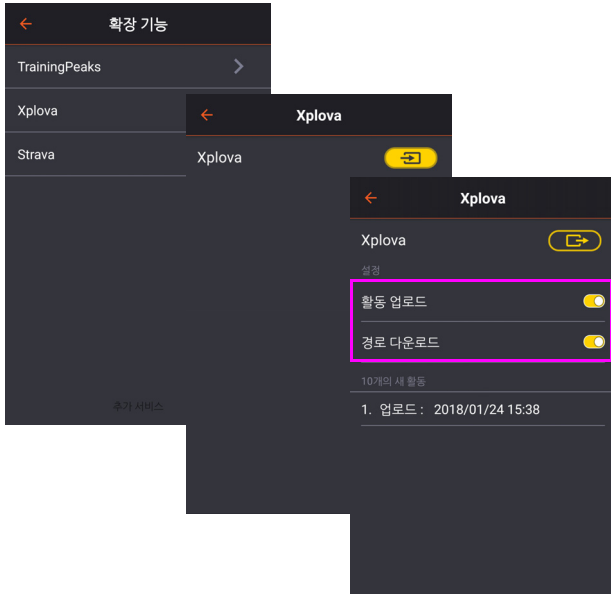 확장 기능
TrainingPeaks
Xplova
Strava
추가 서비스
Xplova
Xplova
Xplova
Xplova
설정
활동 업로드
경로 다운로드
10개의 새 활동
1. 업로드 : 2018/01/24 15:38